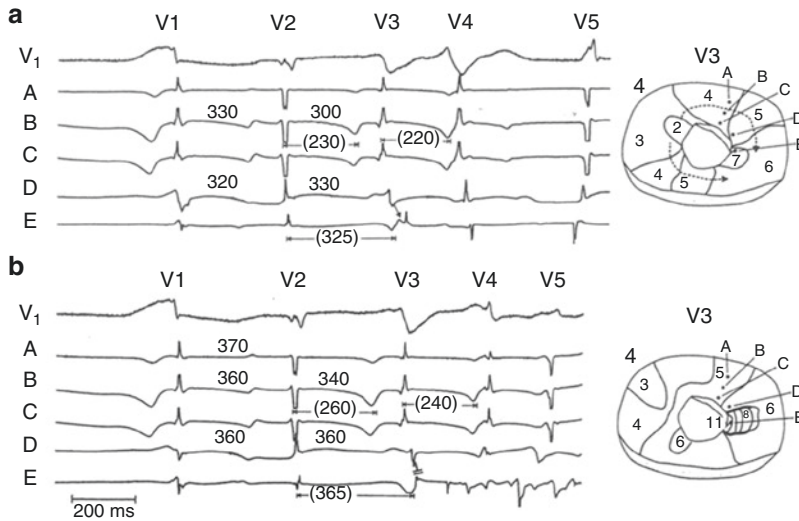 a
V1 V2 V3 V4 V5
V1
A
B 330 300
(230) (220)
C
D 320 330
E
(325)
V3
4 A B
4 C
5 D
2 E
3 7 6
4 5
b
V1 V2 V3 V4 V5
V1
A 370
B 360 340
(260) (240)
C
D 360 360
E (365)
200 ms
V3
4 A B
5 C
3 D
8 6 E
4 11
6